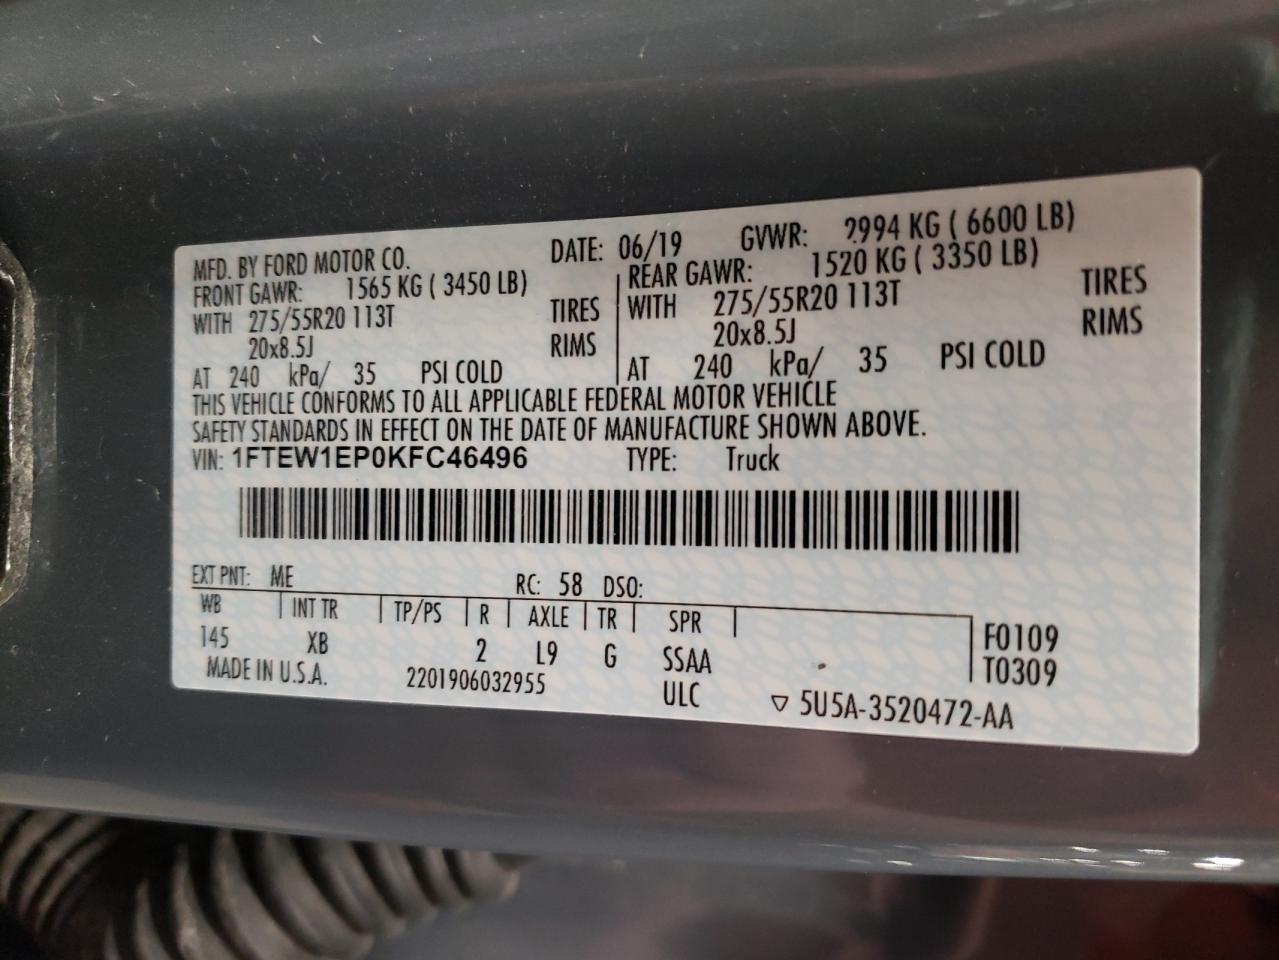 MFD. BY FORD MOTOR CO. DATE: 06/19 GVWR: 2994 KG ( 6600 LB)
FRONT GAWR: 1565 KG ( 3450 LB) REAR GAWR: 1520 KG ( 3350 LB)
WITH 275/55R20 113T TIRES WITH 275/55R20 113T TIRES
20x8.5J RIMS 20x8.5J RIMS
AT 240 kPa/ 35 PSI COLD AT 240 kPa/ 35 PSI COLD
THIS VEHICLE CONFORMS TO ALL APPLICABLE FEDERAL MOTOR VEHICLE
SAFETY STANDARDS IN EFFECT ON THE DATE OF MANUFACTURE SHOWN ABOVE.
VIN: 1FTEW1EP0KFC46496 TYPE: Truck
EXT PNT: ME RC: 58 DSO:
WB INT TR TP/PS R AXLE TR SPR F0109
145 XB 2 L9 G SSAA T0309
MADE IN U.S.A. 2201906032955 ULC ▽ 5U5A-3520472-AA